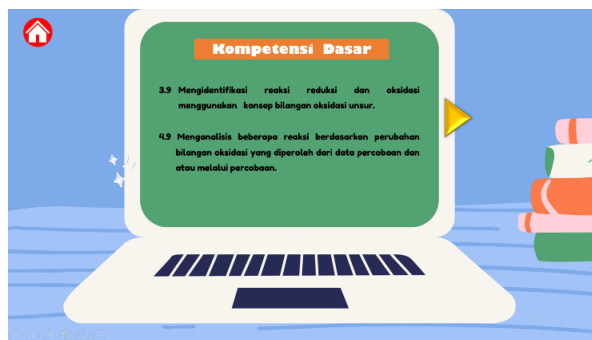 Kompetensi Dasar
3.9 Mengidentifikasi reaksi reduksi dan oksidasi
menggunakan konsep bilangan oksidasi unsur.
4.9 Menganalisis beberapa reaksi berdasarkan perubahan
bilangan oksidasi yang diperoleh dari data percobaan dan
atau melalui percobaan.